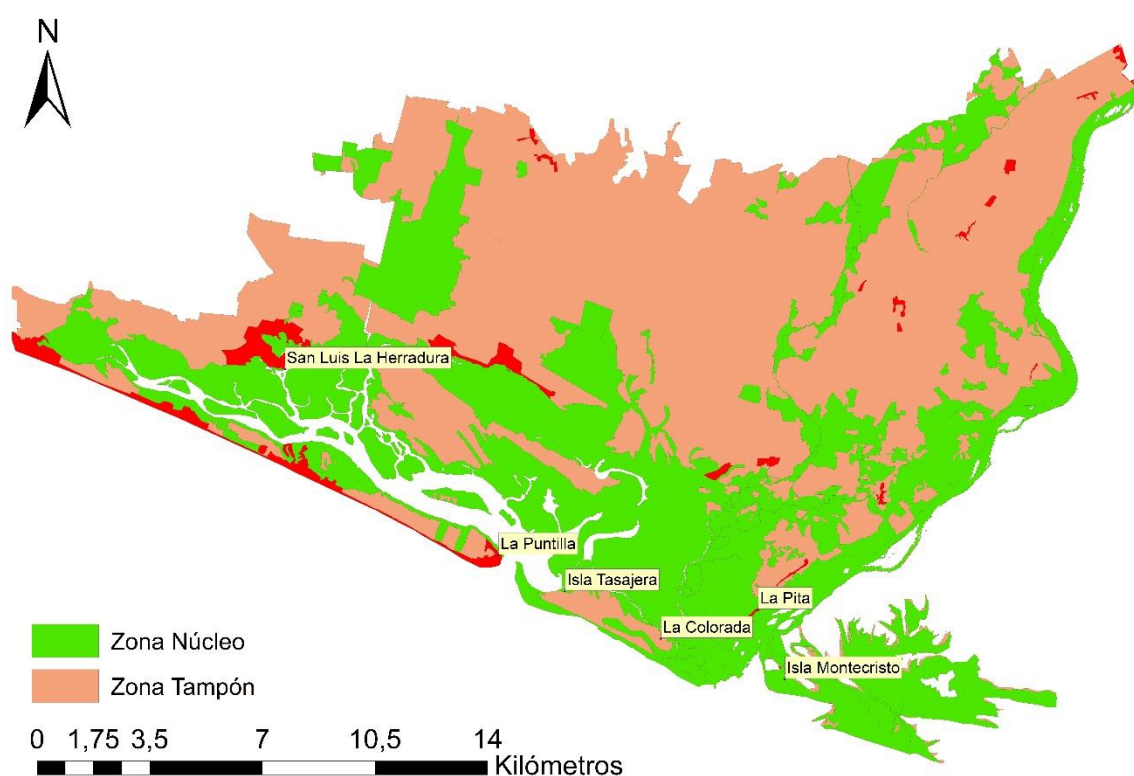 N
San Luis La Herradura
La Puntilla
Isla Tasajera
La Pita
La Colorada
Isla Montecristo
Zona Núcleo
Zona Tampón
0 1,75 3,5 7 10,5 14
Kilómetros